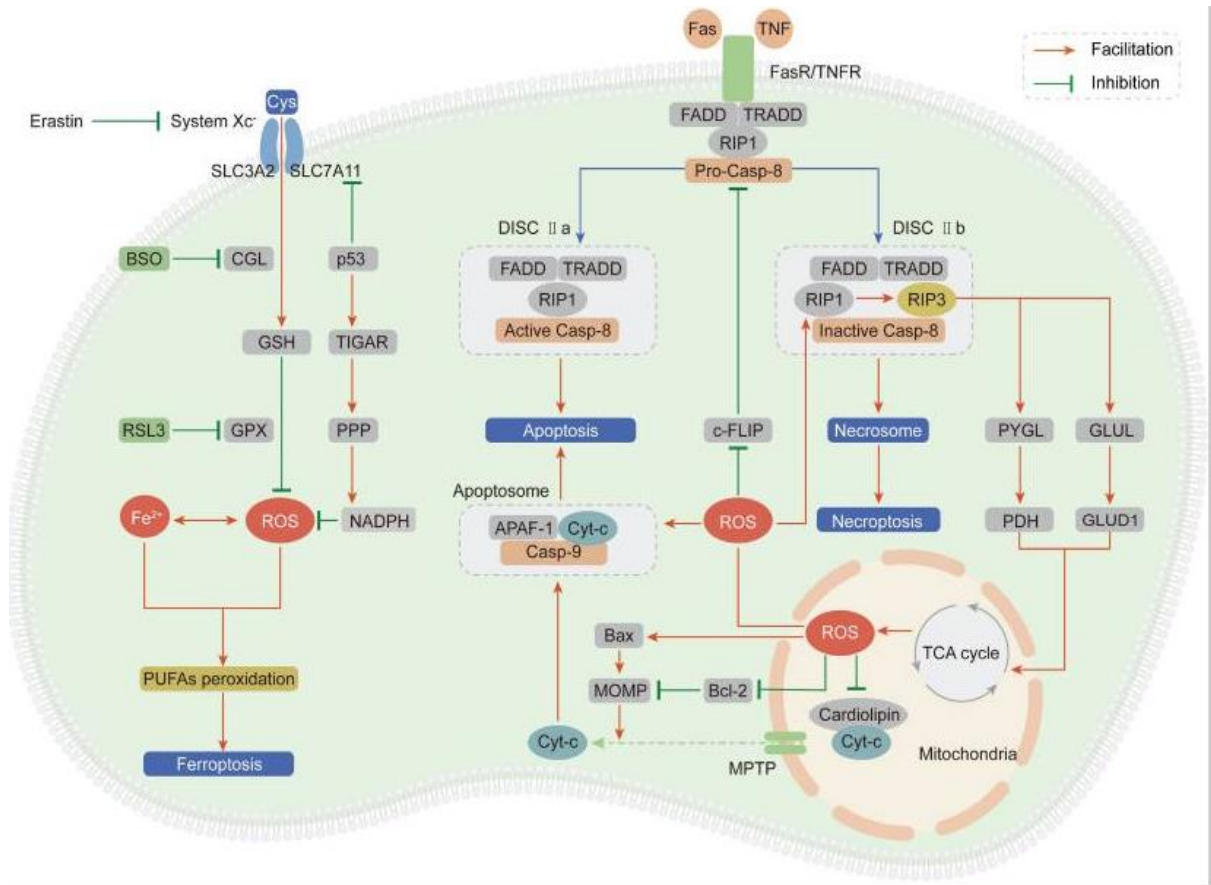 Fas
TNF
Facilitation
Inhibition
FasR/TNFR
Cys
Erastin
System Xc-
FADD
TRADD
RIP1
SLC3A2
SLC7A11
Pro-Casp-8
DISC II a
DISC II b
BSO
CGL
p53
FADD
TRADD
RIP1
Active Casp-8
FADD
TRADD
RIP1
RIP3
Inactive Casp-8
GSH
TIGAR
RSL3
GPX
PPP
Apoptosis
c-FLIP
Necrosome
PYGL
GLUL
Apoptosome
Fe2+
ROS
NADPH
APAF-1
Cyt-c
Casp-9
ROS
Necroptosis
PDH
GLUD1
Bax
ROS
TCA cycle
PUFAs peroxidation
MOMP
Bcl-2
Cardiolipin
Cyt-c
Cyt-c
MPTP
Mitochondria
Ferroptosis